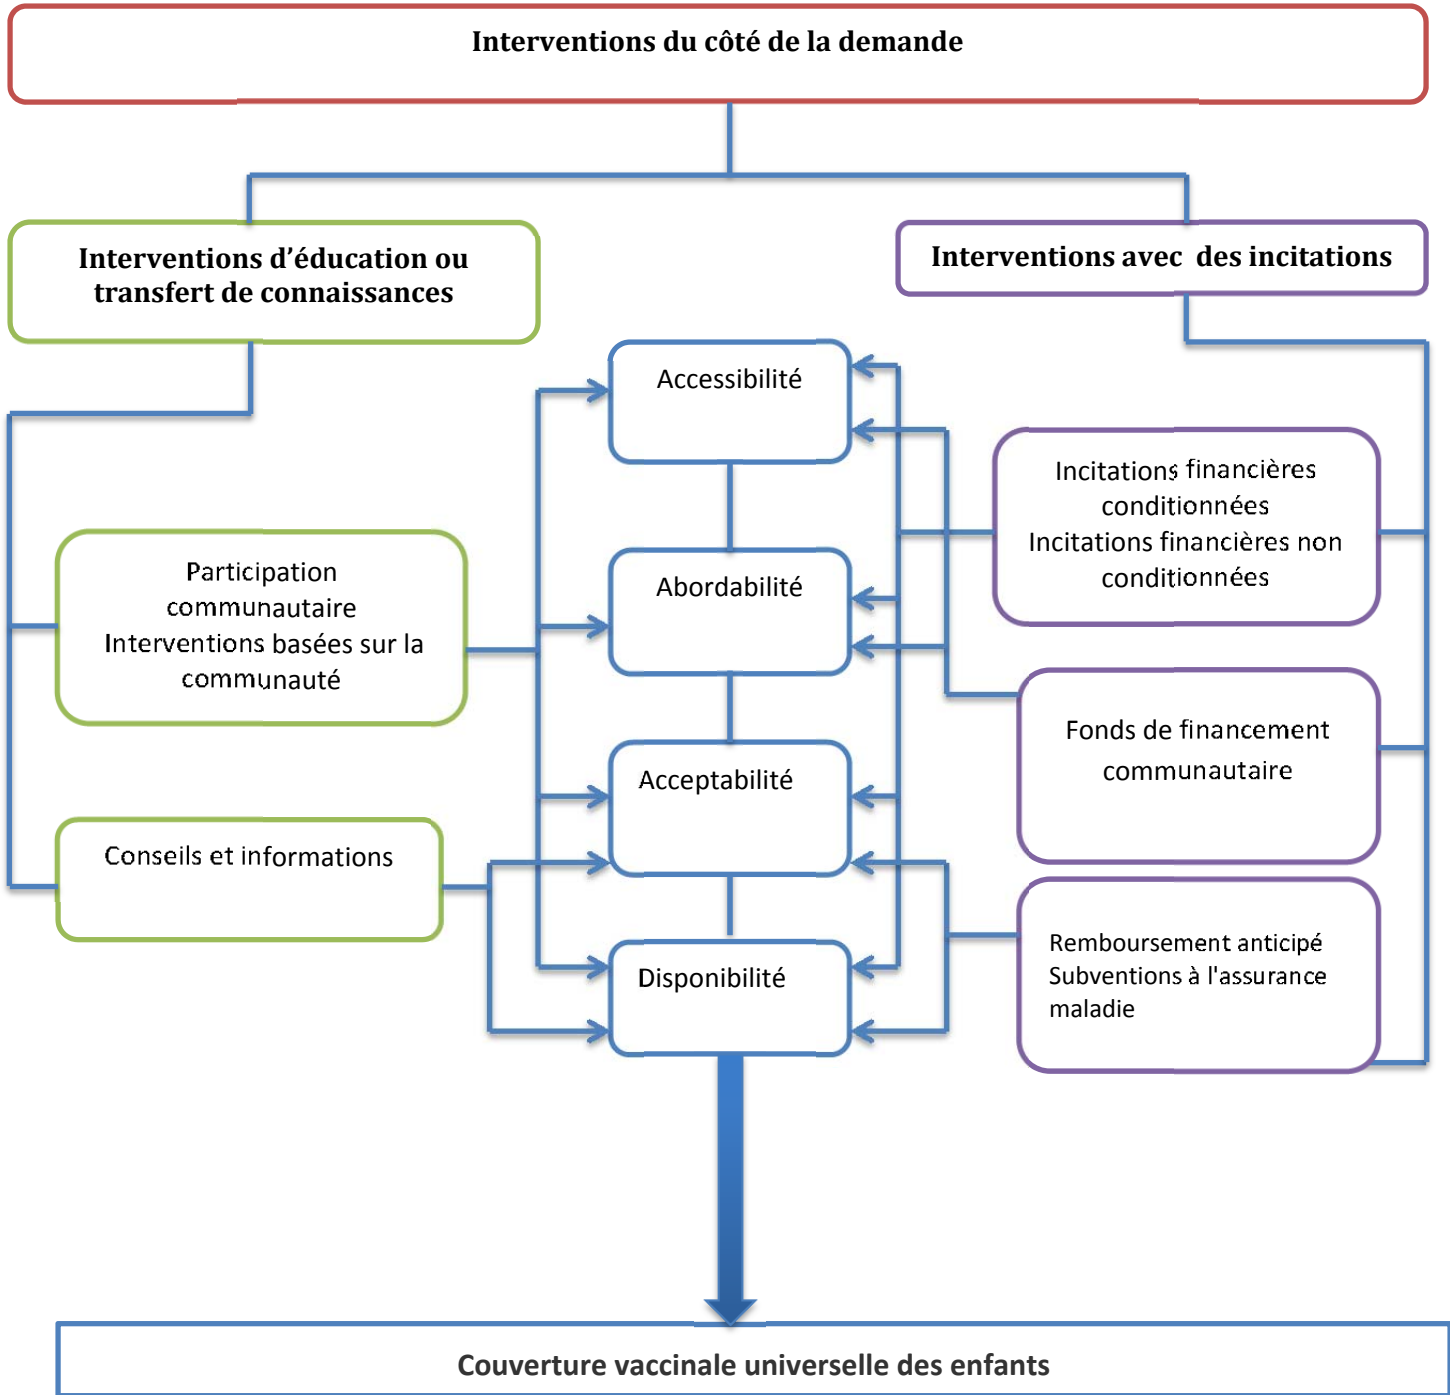 Interventions du côté de la demande
Interventions d'éducation ou
transfert de connaissances
Interventions avec des incitations
Accessibilité
Incitations financières
conditionnées
Incitations financières non
conditionnées
Participation
communautaire
Interventions basées sur la
communauté
Abordabilité
Fonds de financement
communautaire
Acceptabilité
Conseils et informations
Remboursement anticipé
Subventions à l'assurance
maladie
Disponibilité
Couverture vaccinale universelle des enfants